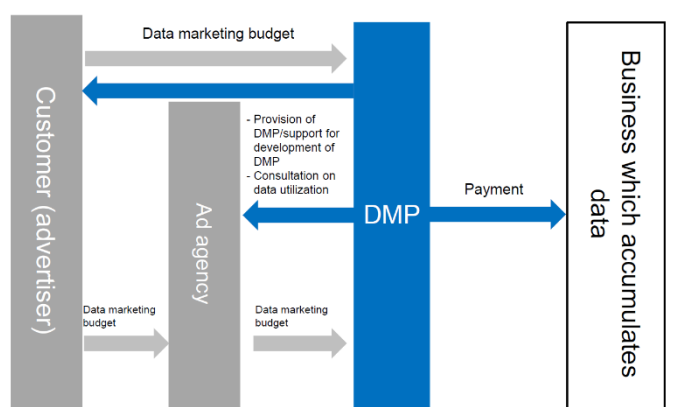 Data marketing budget
Customer (advertiser)
- Provision of
DMP/support for
development of
DMP
- Consultation on
data utilization
Ad agency
DMP
Payment
Business which accumulates
data
Data marketing
budget
Data marketing
budget